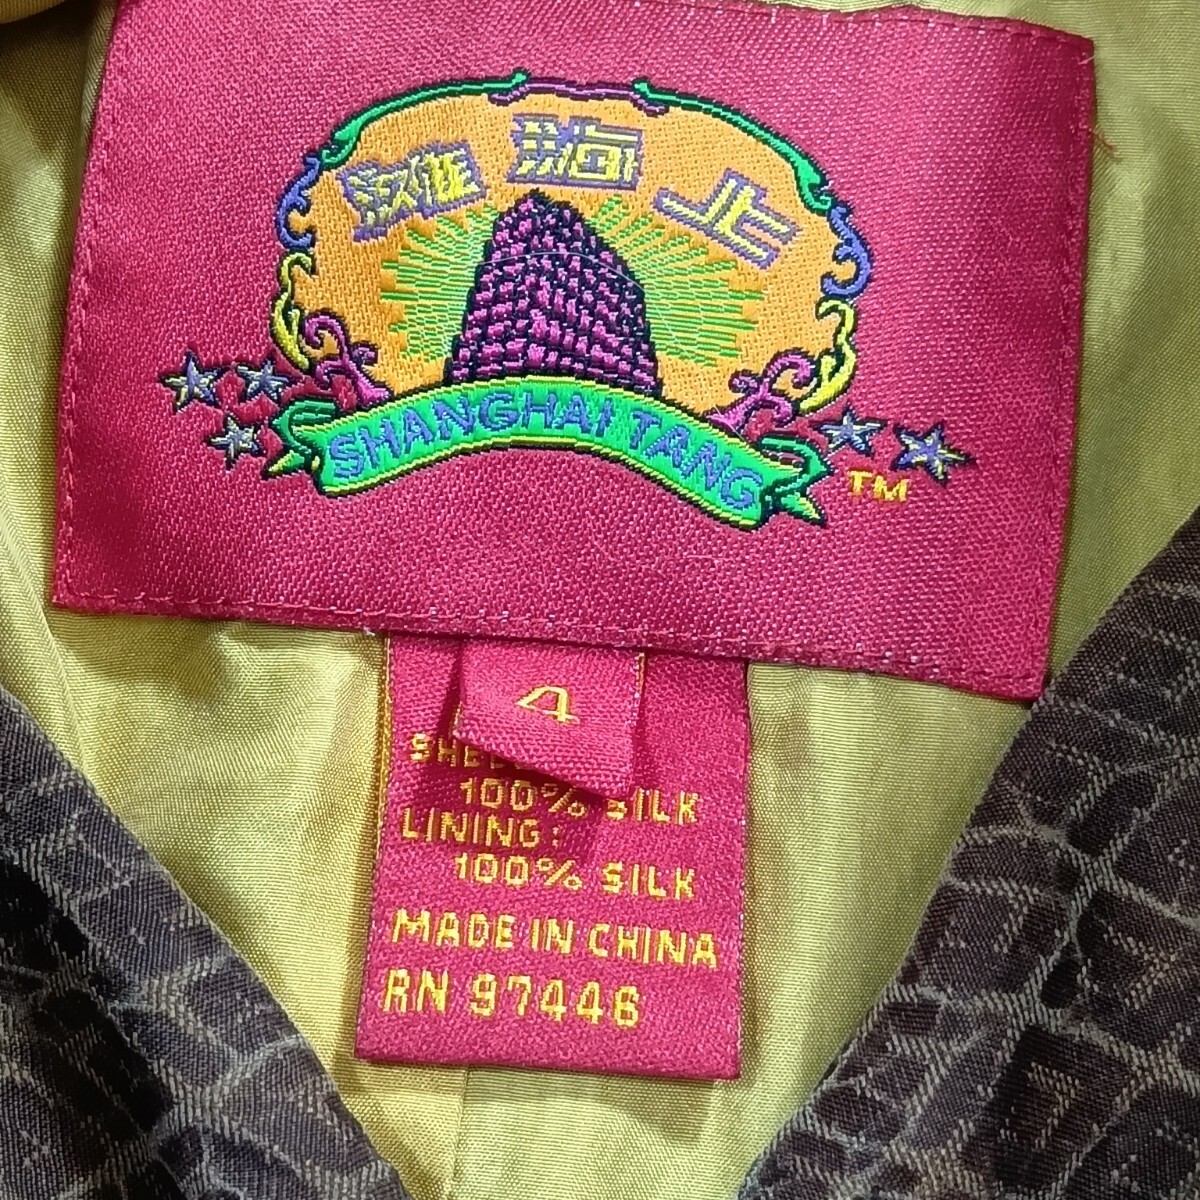 上海灘
SHANGHAI TANG
TM
4
100% SILK
LINING:
100% SILK
MADE IN CHINA
RN 97446